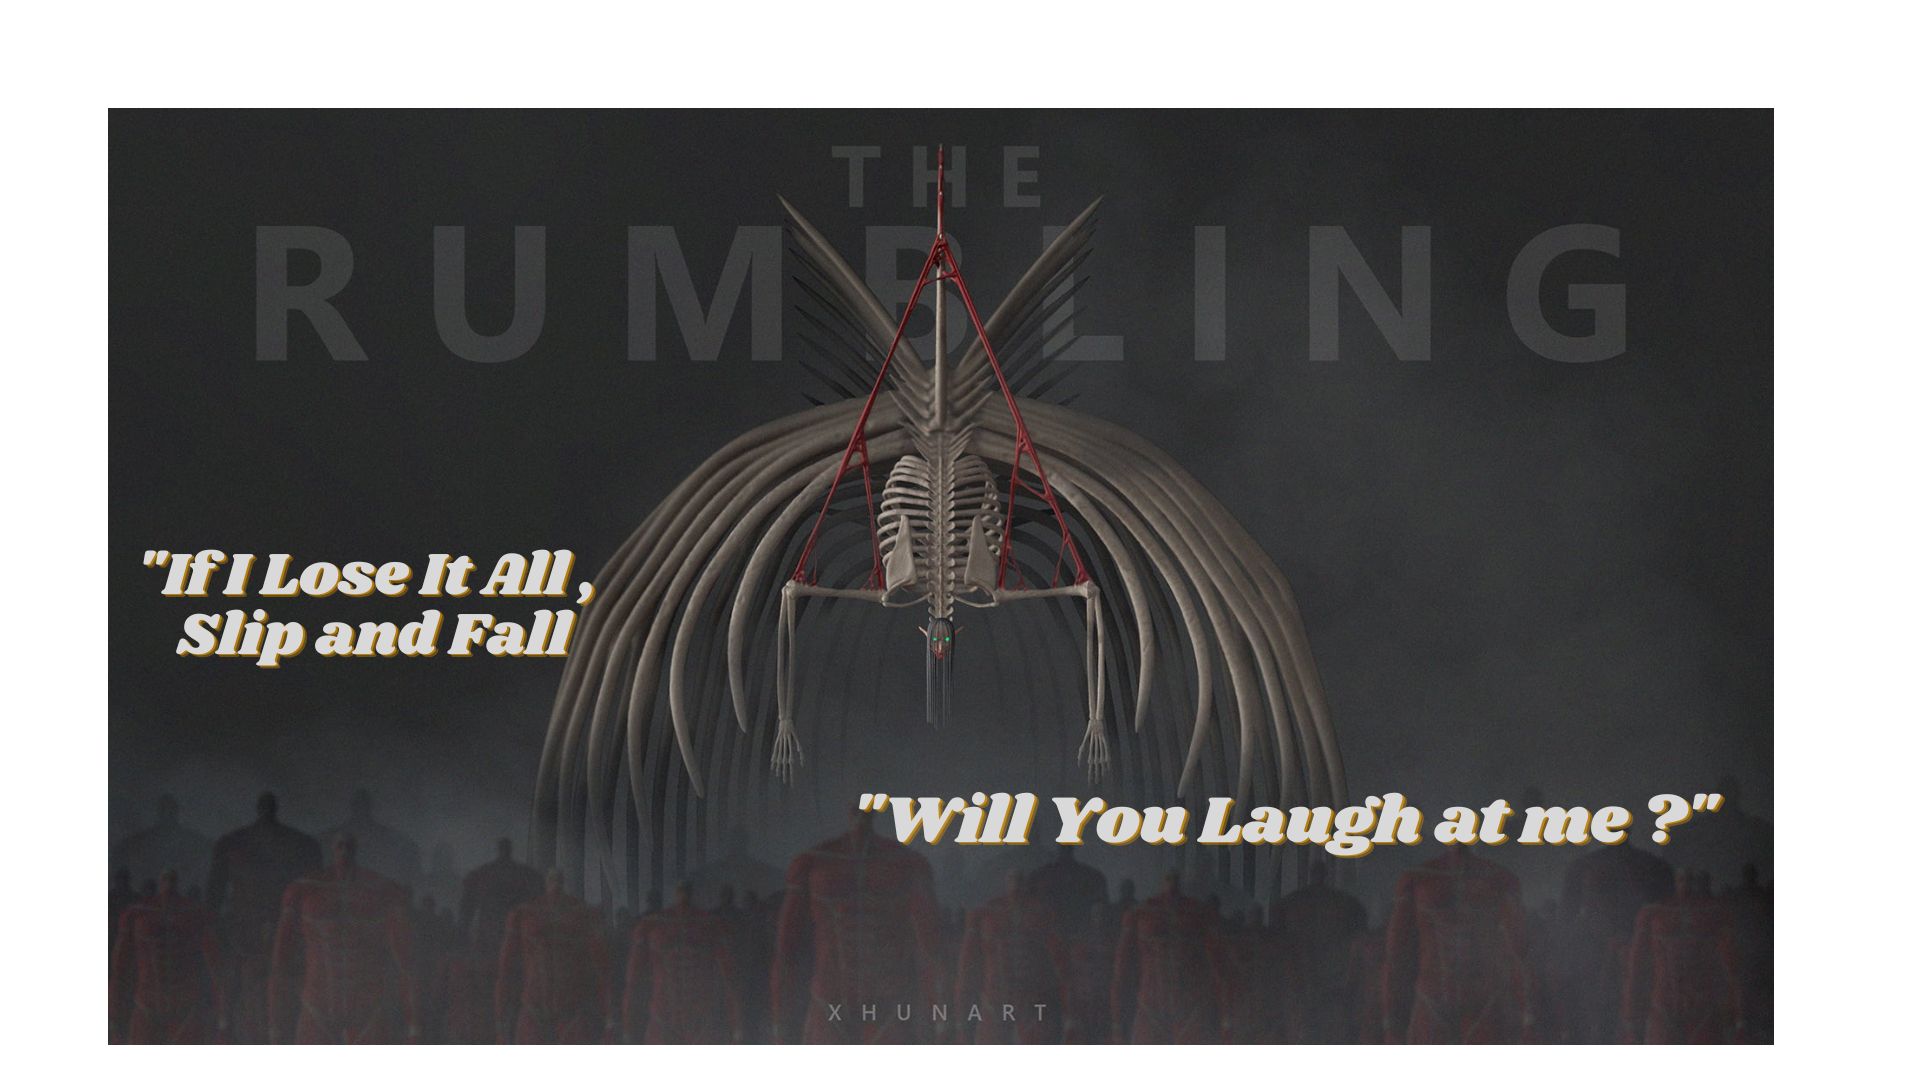 THE
RUMBLING
"If I Lose It All ,
Slip and Fall
"Will You Laugh at me ?"
XHUNART